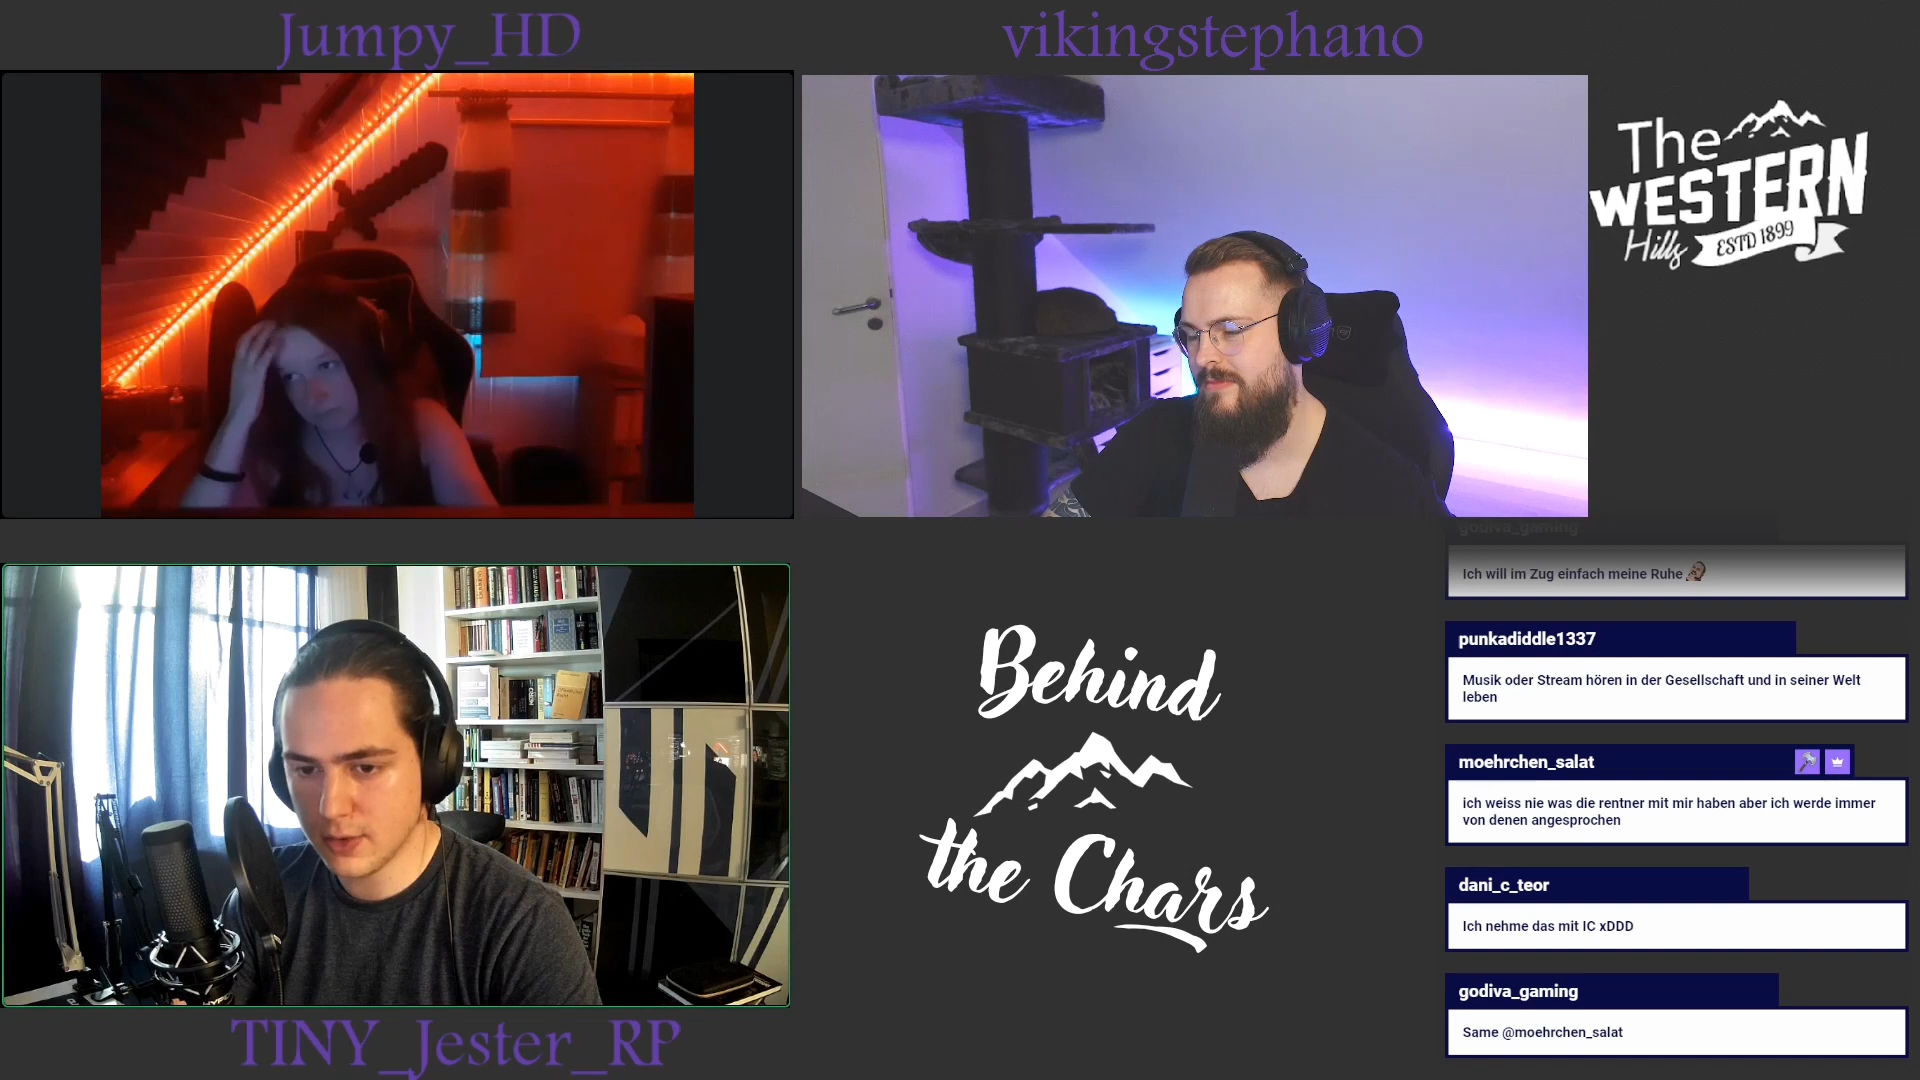 Jumpy_HD
vikingstephano
The
WESTERN
Hills
ESTD 1899
godiva_gaming
Ich will im Zug einfach meine Ruhe
punkadiddle1337
Musik oder Stream hören in der Gesellschaft und in seiner Welt
leben
moehrchen_salat
ich weiss nie was die rentner mit mir haben aber ich werde immer
von denen angesprochen
dani_c_teor
Ich nehme das mit IC xDDD
godiva_gaming
Same @moehrchen_salat
Behind
the Chars
TINY_Jester_RP